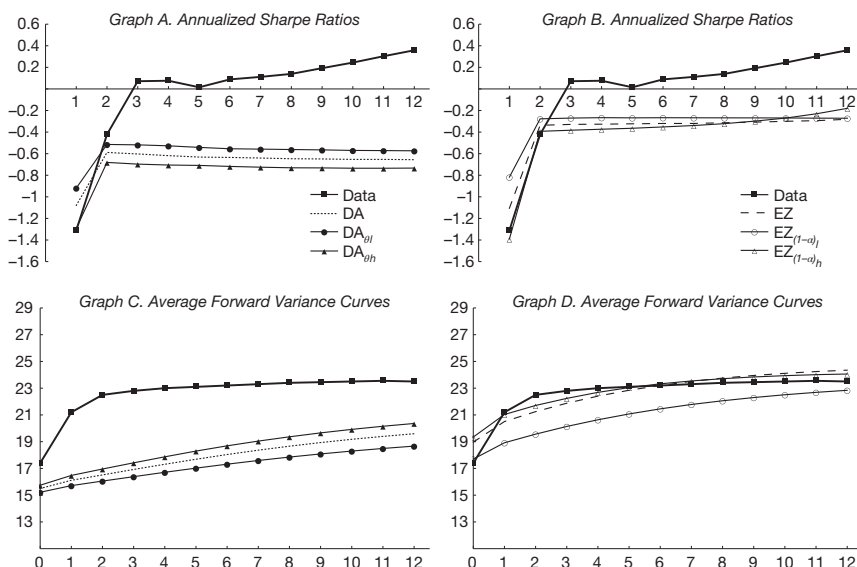 Graph A. Annualized Sharpe Ratios
0.6
0.4
0.2
1 2 3 4 5 6 7 8 9 10 11 12
−0.2
−0.4
−0.6
−0.8
−1
−1.2
−1.4
−1.6
Data
DA
DAθl
DAθh
Graph B. Annualized Sharpe Ratios
0.6
0.4
0.2
1 2 3 4 5 6 7 8 9 10 11 12
−0.2
−0.4
−0.6
−0.8
−1
−1.2
−1.4
−1.6
Data
EZ
EZ(1−α)l
EZ(1−α)h
Graph C. Average Forward Variance Curves
29
27
25
23
21
19
17
15
13
11
0 1 2 3 4 5 6 7 8 9 10 11 12
Graph D. Average Forward Variance Curves
29
27
25
23
21
19
17
15
13
11
0 1 2 3 4 5 6 7 8 9 10 11 12